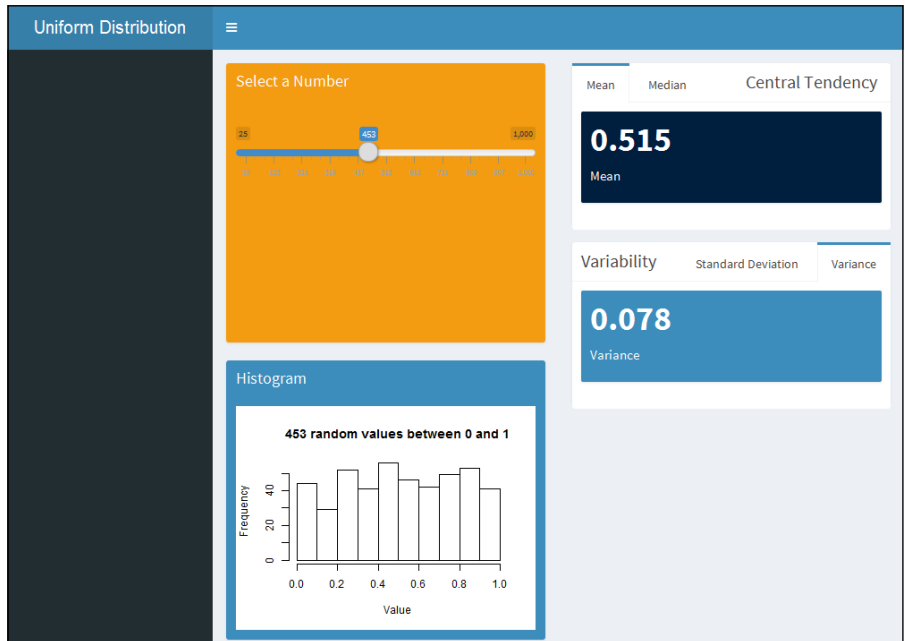 Uniform Distribution
Select a Number
25
453
1,000
Histogram
453 random values between 0 and 1
Frequency
0 20 40
0.0 0.2 0.4 0.6 0.8 1.0
Value
Mean Median Central Tendency
0.515
Mean
Variability Standard Deviation Variance
0.078
Variance